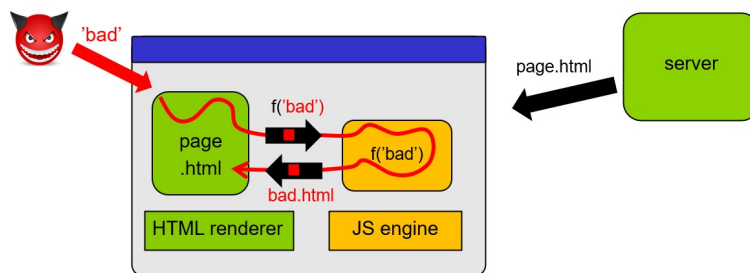 'bad'
page.html
server
f('bad')
page
.html
f('bad')
bad.html
HTML renderer
JS engine